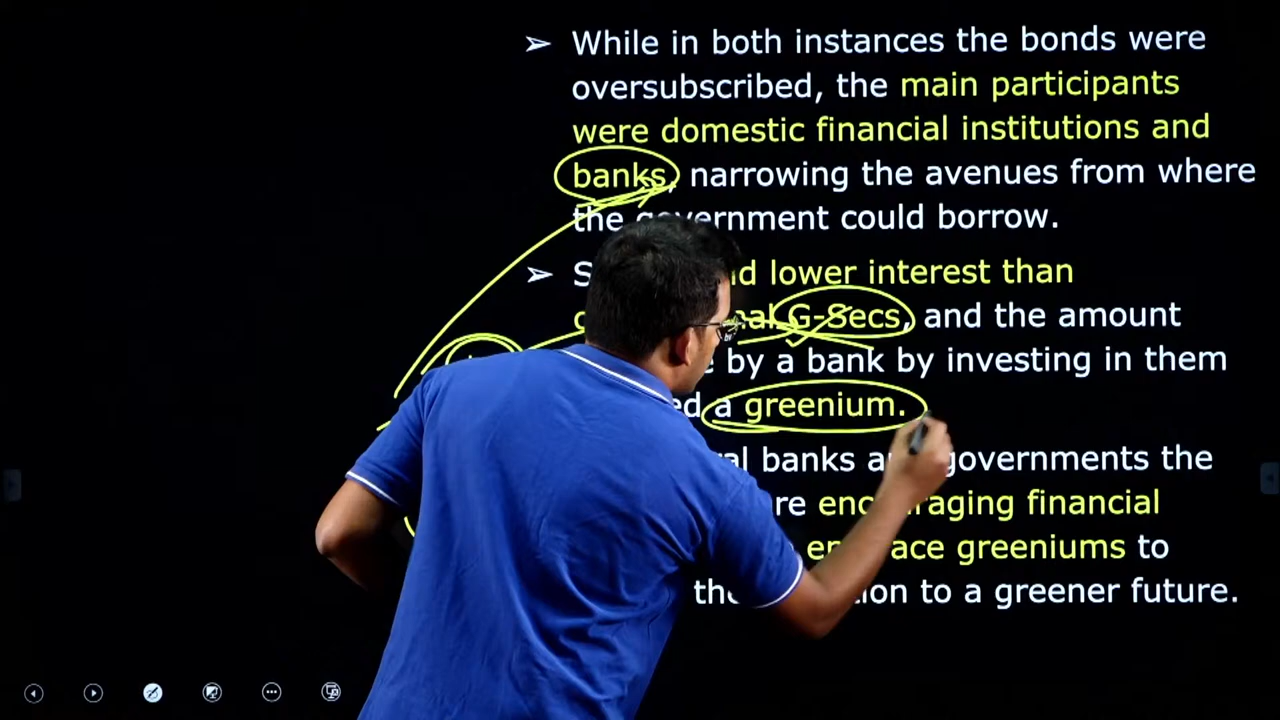 ➢ While in both instances the bonds were
oversubscribed, the main participants
were domestic financial institutions and
banks, narrowing the avenues from where
the government could borrow.
➢ lower interest than
G-Secs, and the amount
by a bank by investing in them
a greenium.
banks governments the
encouraging financial
embrace greeniums to
the to a greener future.